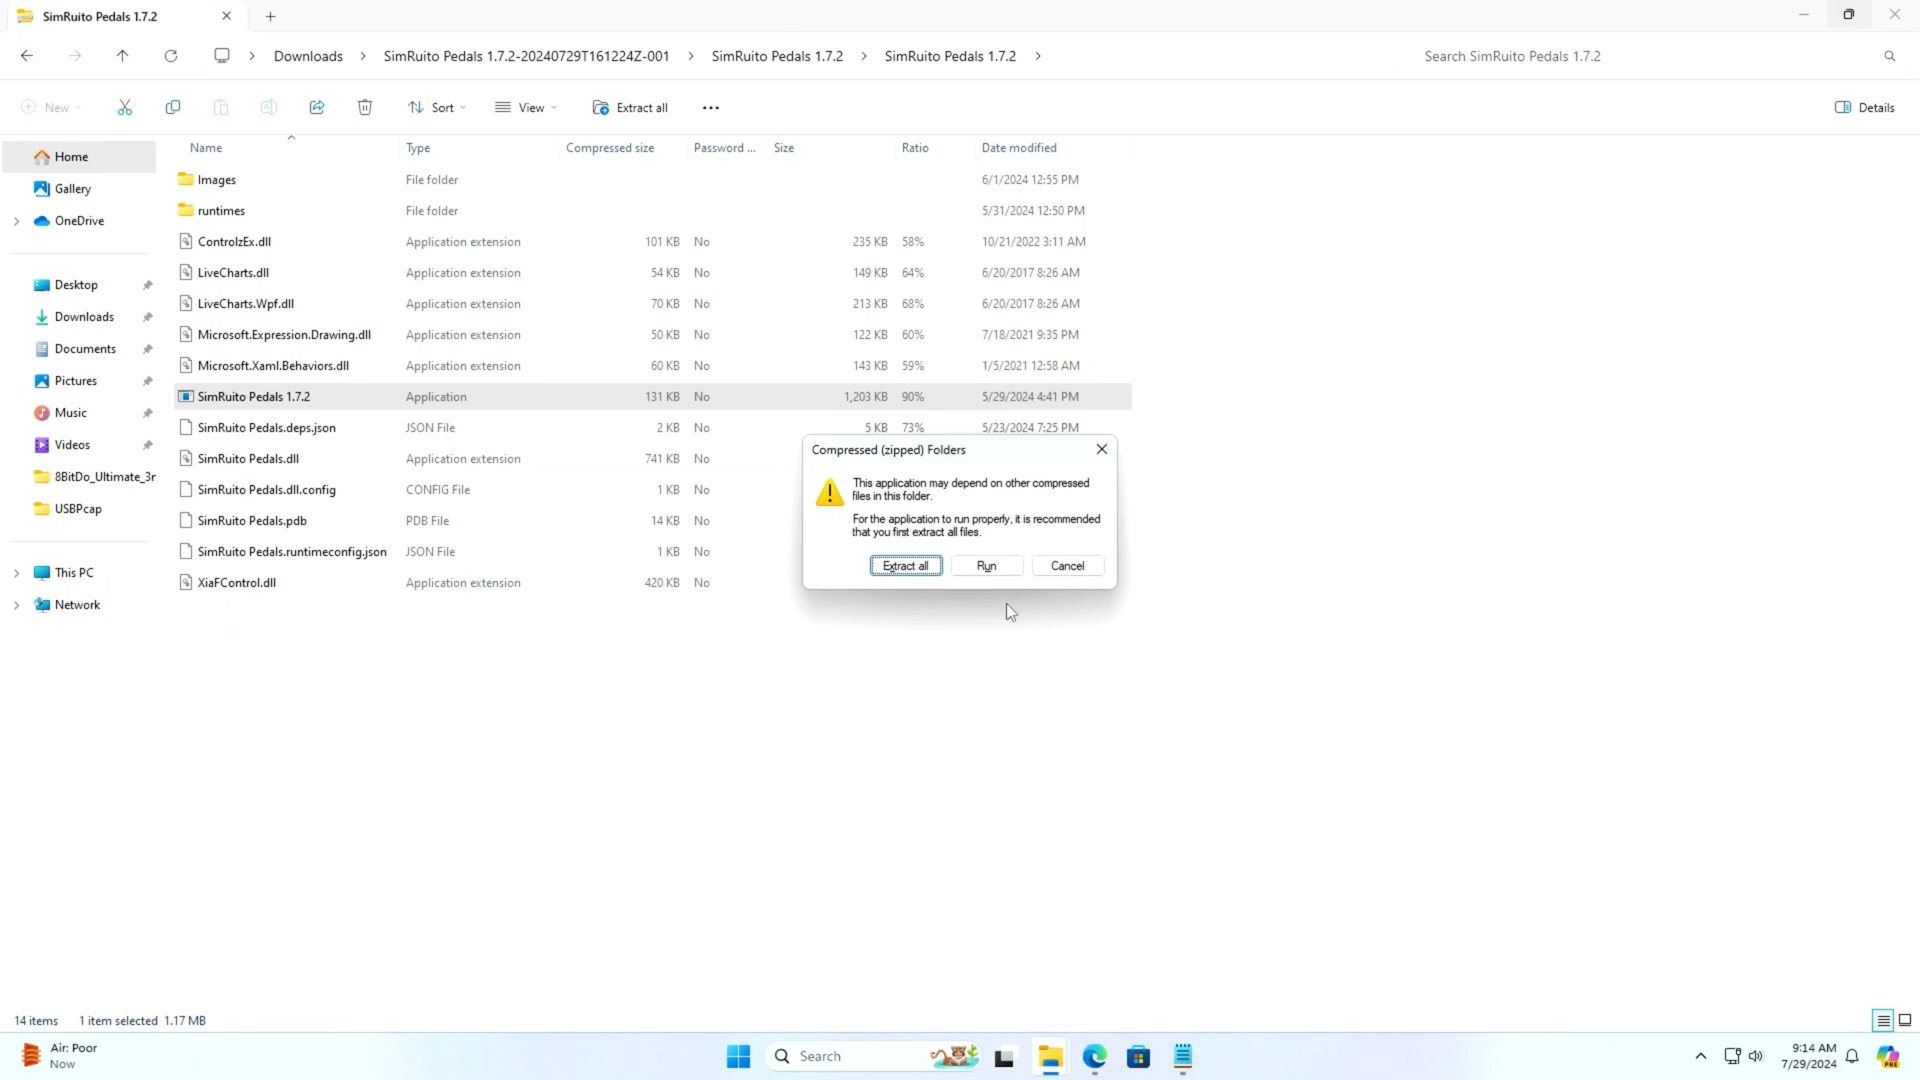 SimRuito Pedals 1.7.2
Downloads > SimRuito Pedals 1.7.2-20240729T161224Z-001 > SimRuito Pedals 1.7.2 > SimRuito Pedals 1.7.2 >
Search SimRuito Pedals 1.7.2
New Sort View Extract all ... Details
Name Type Compressed size Password ... Size Ratio Date modified
Images File folder 6/1/2024 12:55 PM
runtimes File folder 5/31/2024 12:50 PM
ControlzEx.dll Application extension 101 KB No 235 KB 58% 10/21/2022 3:11 AM
LiveCharts.dll Application extension 54 KB No 149 KB 64% 6/20/2017 8:26 AM
LiveCharts.Wpf.dll Application extension 70 KB No 213 KB 68% 6/20/2017 8:26 AM
Microsoft.Expression.Drawing.dll Application extension 50 KB No 122 KB 60% 7/18/2021 9:35 PM
Microsoft.Xaml.Behaviors.dll Application extension 60 KB No 143 KB 59% 1/5/2021 12:58 AM
SimRuito Pedals 1.7.2 Application 131 KB No 1,203 KB 90% 5/29/2024 4:41 PM
SimRuito Pedals.deps.json JSON File 2 KB No 5 KB 73% 5/23/2024 7:25 PM
SimRuito Pedals.dll Application extension 741 KB No
SimRuito Pedals.dll.config CONFIG File 1 KB No
SimRuito Pedals.pdb PDB File 14 KB No
SimRuito Pedals.runtimeconfig.json JSON File 1 KB No
XiaFControl.dll Application extension 420 KB No
Home
Gallery
OneDrive
Desktop
Downloads
Documents
Pictures
Music
Videos
8BitDo_Ultimate_3r
USBPcap
This PC
Network
Compressed (zipped) Folders
This application may depend on other compressed
files in this folder.
For the application to run properly, it is recommended
that you first extract all files.
Extract all Run Cancel
14 items 1 item selected 1.17 MB
Air: Poor
Now
Search
9:14 AM
7/29/2024
PRE